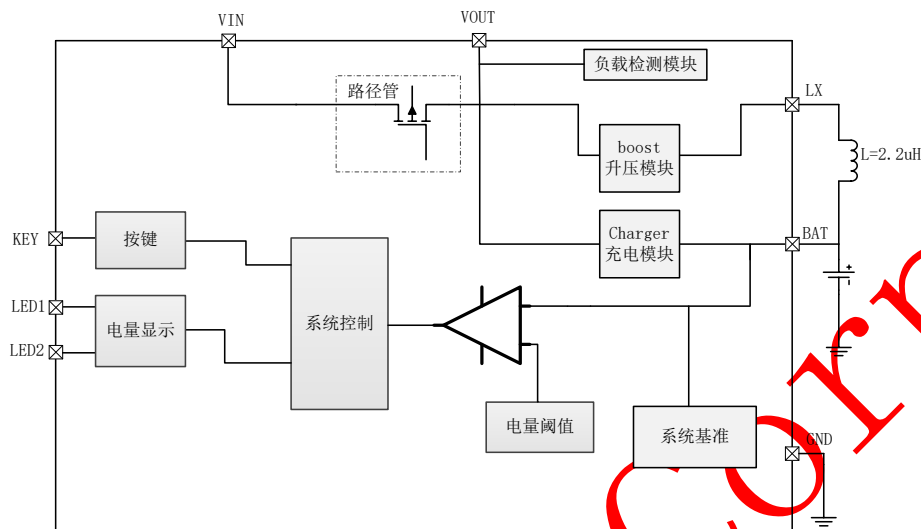 VIN
VOUT
负载检测模块
路径管
LX
boost
升压模块
L=2.2uH
KEY
按键
Charger
充电模块
BAT
LED1
电量显示
系统控制
LED2
电量阈值
系统基准
GND